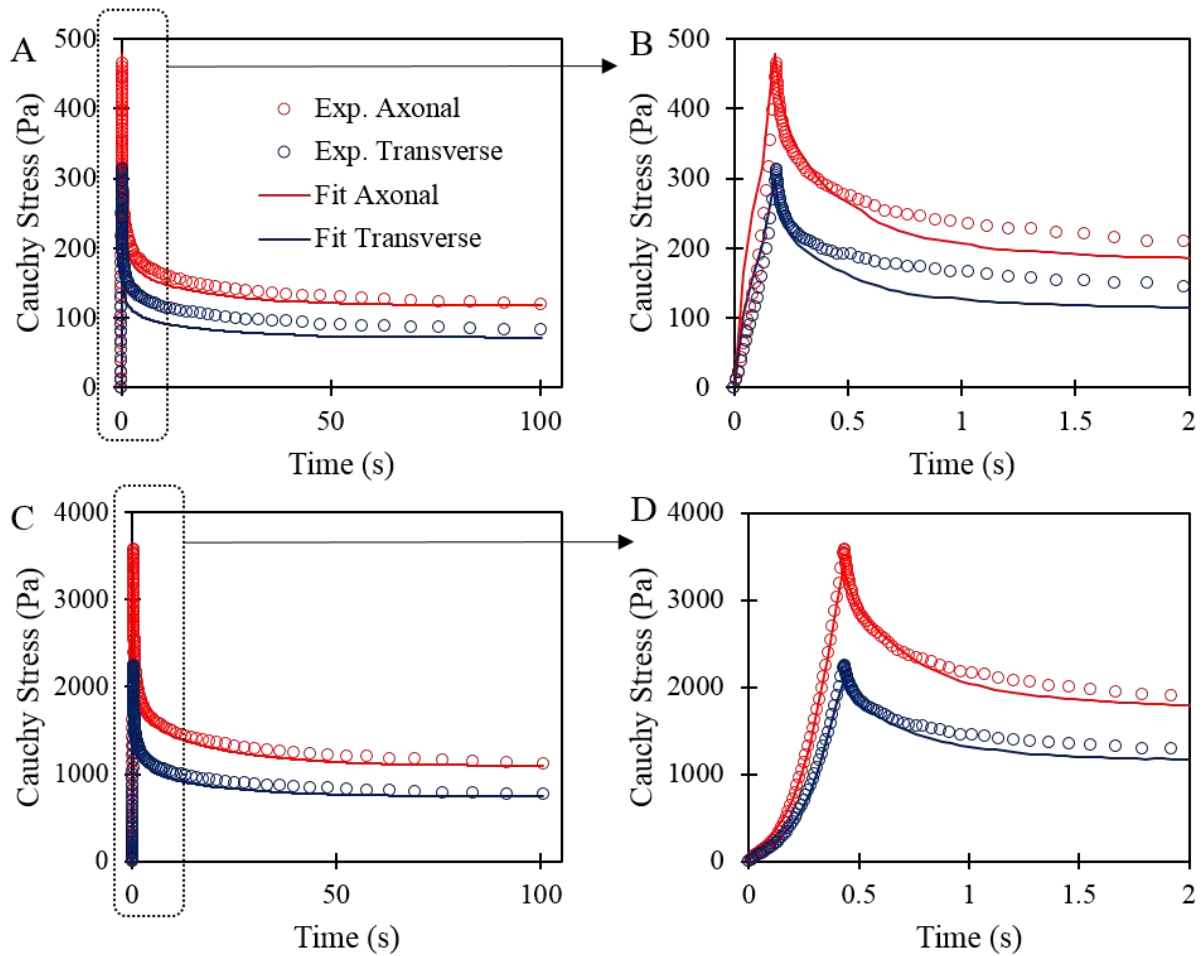 A
Cauchy Stress (Pa)
500
400
300
200
100
0
0
50
100
Time (s)
Exp. Axonal
Exp. Transverse
Fit Axonal
Fit Transverse
B
Cauchy Stress (Pa)
500
400
300
200
100
0
0
0.5
1
1.5
2
Time (s)
C
Cauchy Stress (Pa)
4000
3000
2000
1000
0
0
50
100
Time (s)
D
Cauchy Stress (Pa)
4000
3000
2000
1000
0
0
0.5
1
1.5
2
Time (s)